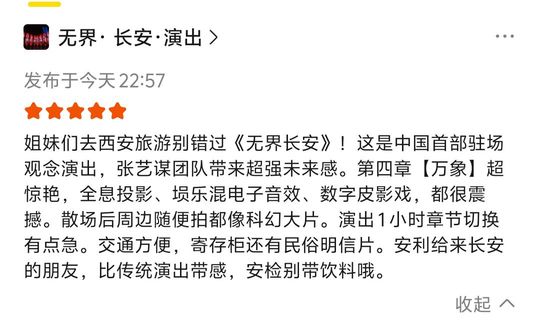 无界· 长安·演出
发布于今天 22:57
姐妹们去西安旅游别错过《无界长安》！这是中国首部驻场
观念演出，张艺谋团队带来超强未来感。第四章【万象】超
惊艳，全息投影、埙乐混电子音效、数字皮影戏，都很震
撼。散场后周边随便拍都像科幻大片。演出1小时章节切换
有点急。交通方便，寄存柜还有民俗明信片。安利给来长安
的朋友，比传统演出带感，安检别带饮料哦。
收起